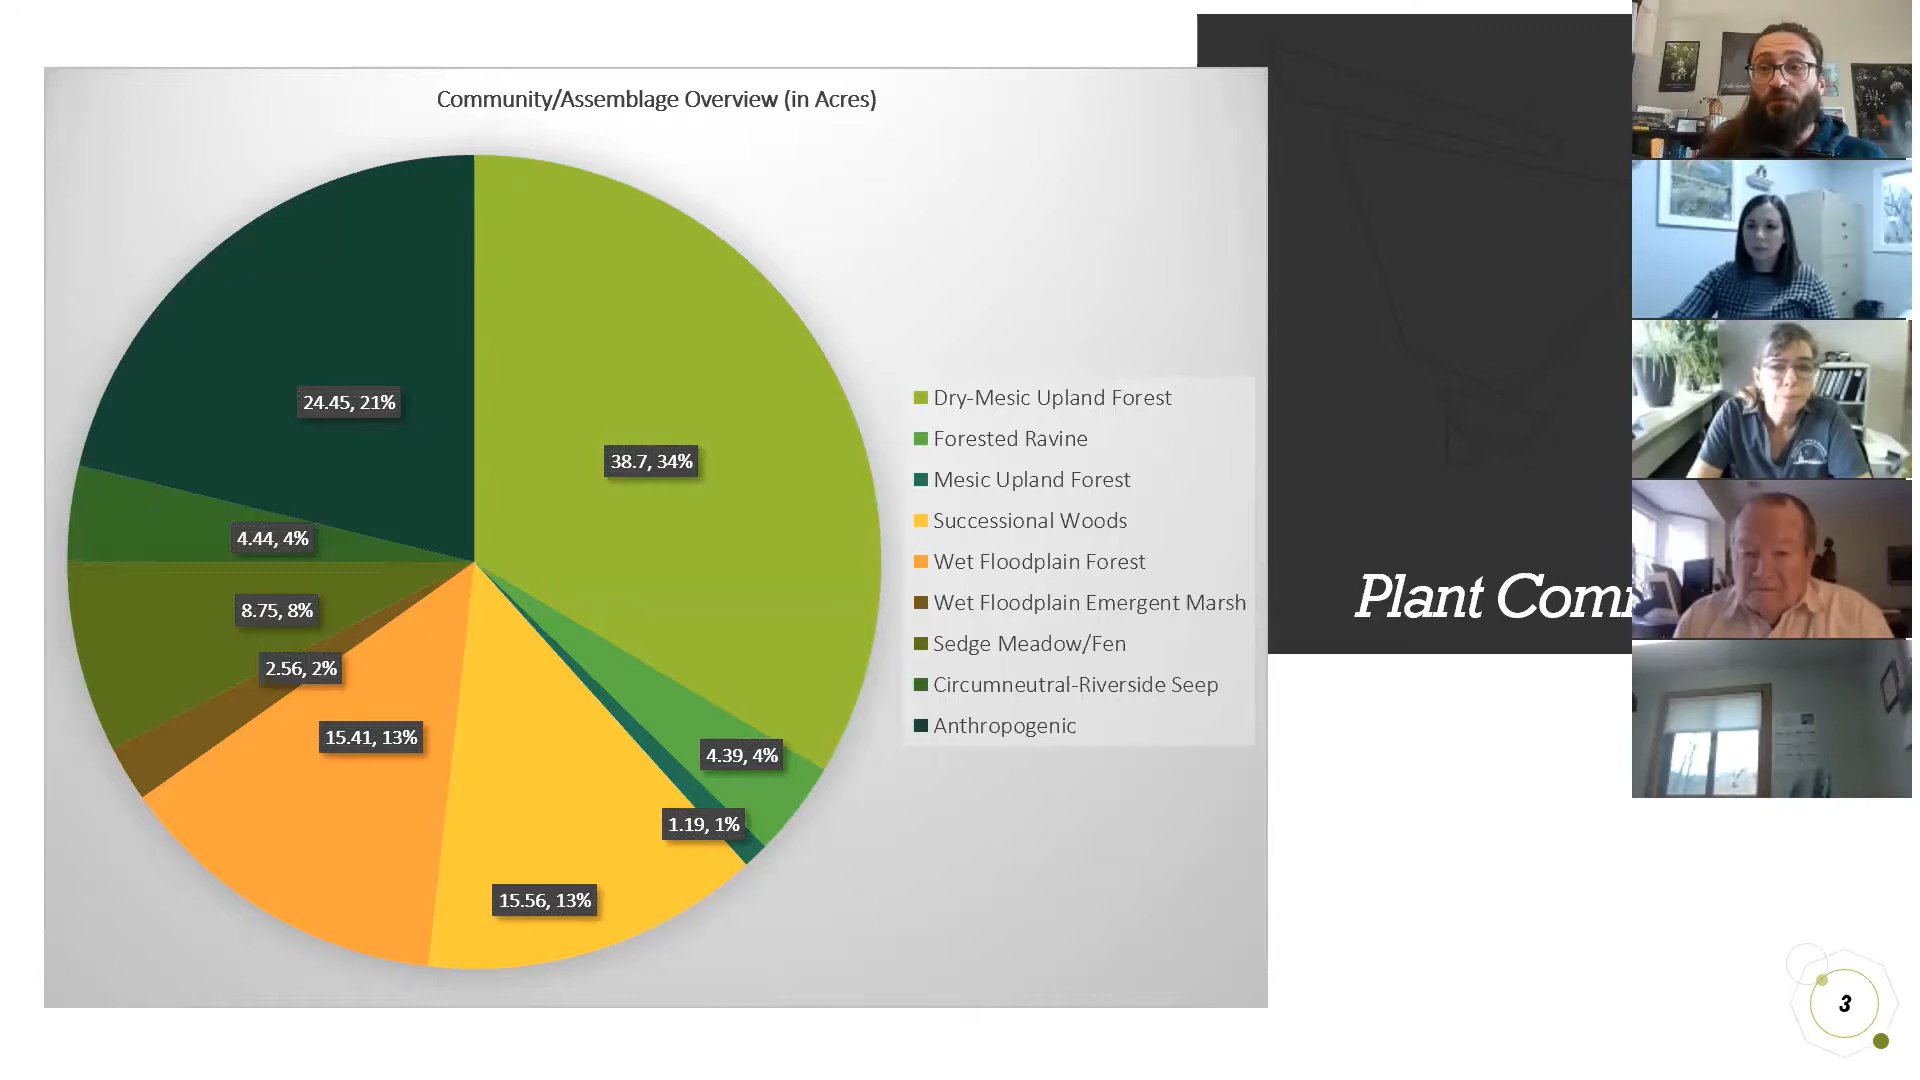 Community/Assemblage Overview (in Acres)
24.45, 21%
38.7, 34%
4.44, 4%
8.75, 8%
2.56, 2%
15.41, 13%
4.39, 4%
1.19, 1%
15.56, 13%
Dry-Mesic Upland Forest
Forested Ravine
Mesic Upland Forest
Successional Woods
Wet Floodplain Forest
Wet Floodplain Emergent Marsh
Sedge Meadow/Fen
Circumneutral-Riverside Seep
Anthropogenic
Plant Com
3